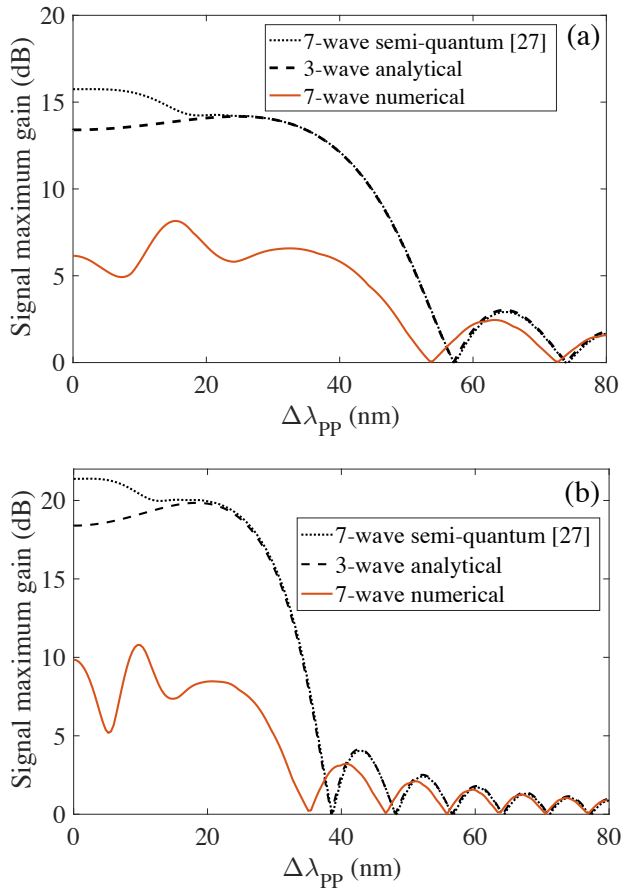 (a)
7-wave semi-quantum [27]
3-wave analytical
7-wave numerical
Signal maximum gain (dB)
20
15
10
5
0
0 20 40 60 80
Δλ_PP (nm)
(b)
7-wave semi-quantum [27]
3-wave analytical
7-wave numerical
Signal maximum gain (dB)
20
15
10
5
0
0 20 40 60 80
Δλ_PP (nm)